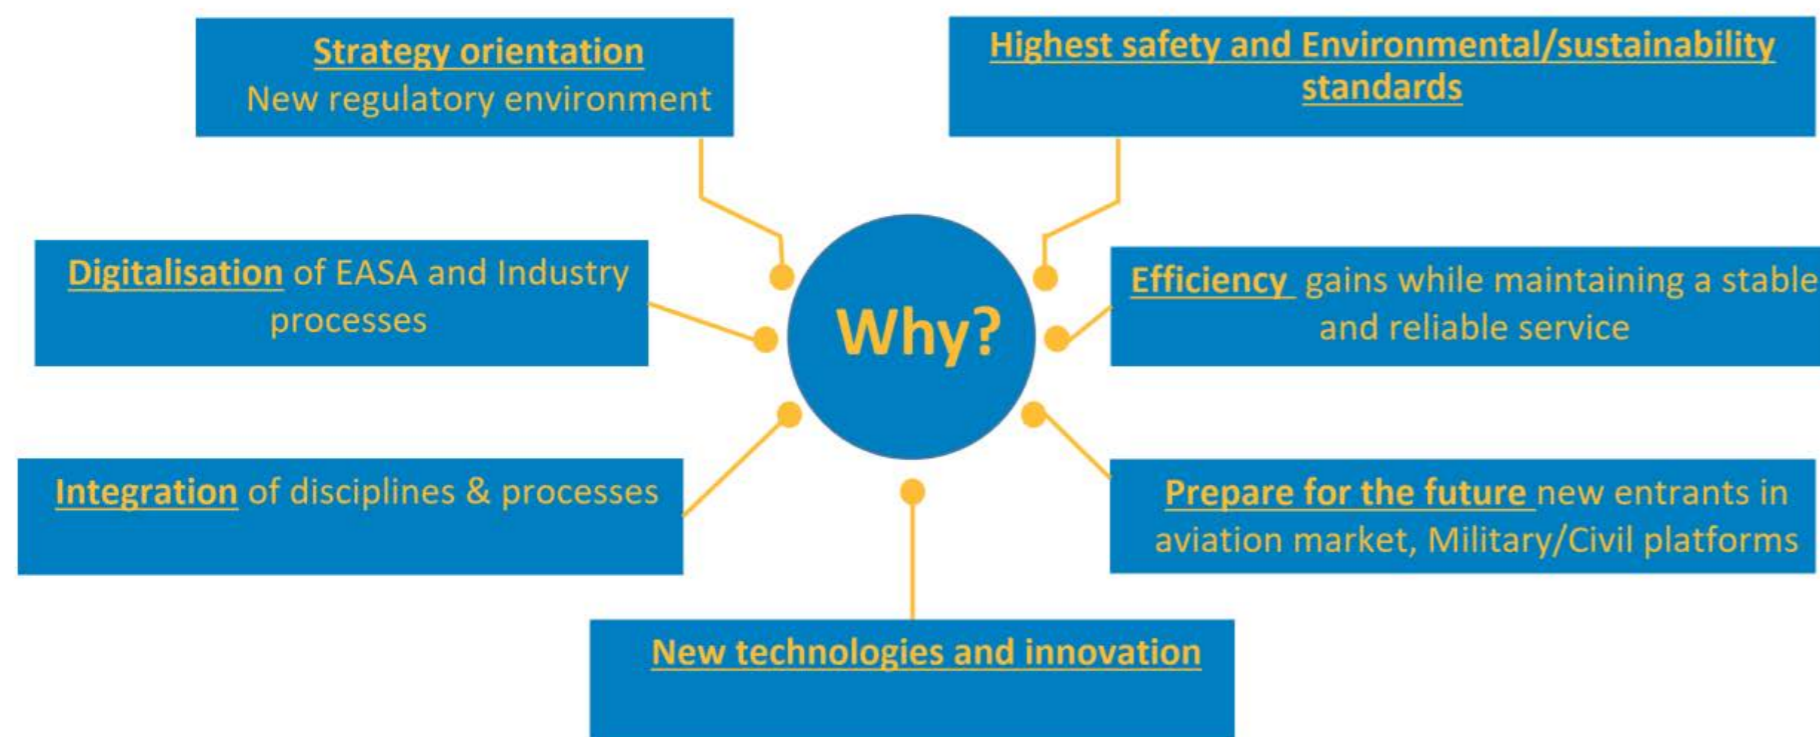 Strategy orientation
New regulatory environment
Highest safety and Environmental/sustainability
standards
Digitalisation of EASA and Industry
processes
Why?
Efficiency gains while maintaining a stable
and reliable service
Integration of disciplines & processes
Prepare for the future new entrants in
aviation market, Military/Civil platforms
New technologies and innovation